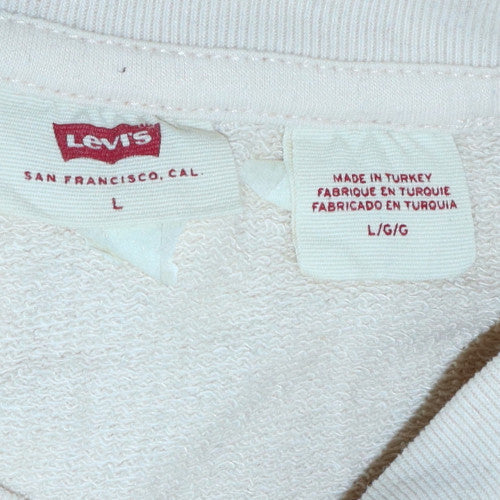 Levi's
SAN FRANCISCO, CAL.
L
MADE IN TURKEY
FABRIQUE EN TURQUIE
FABRICADO EN TURQUIA
L/G/G